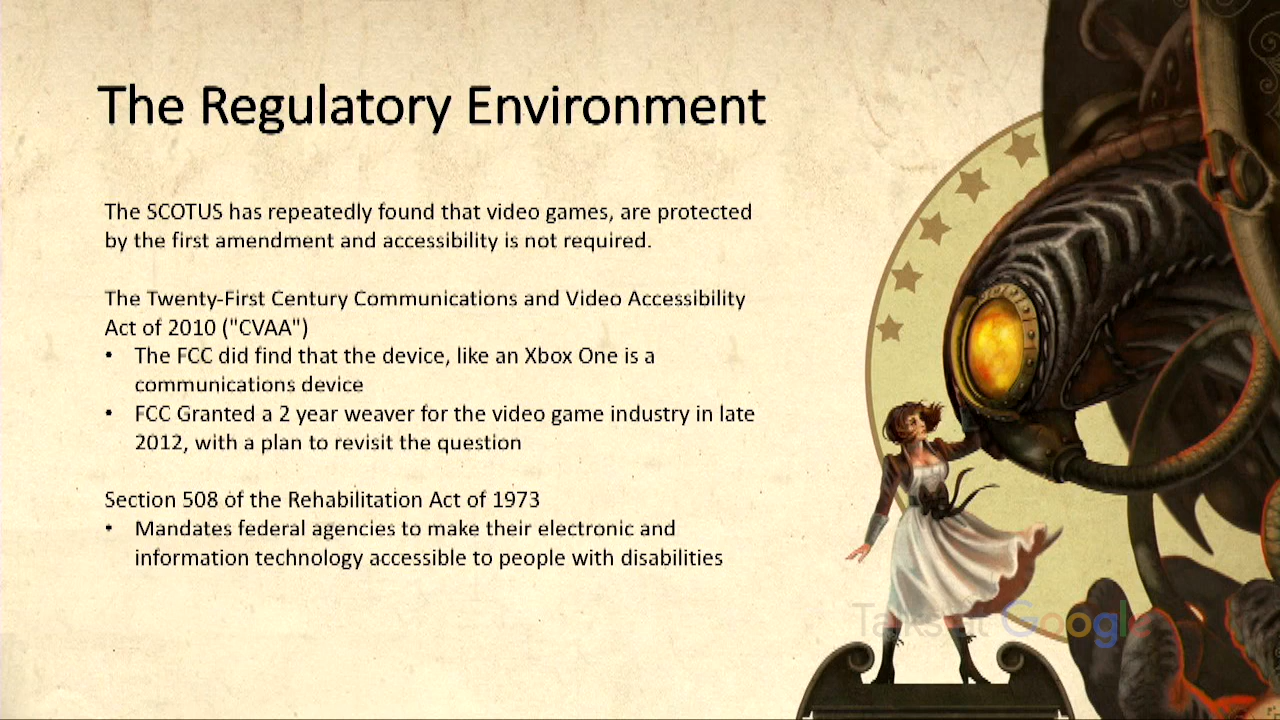 The Regulatory Environment
The SCOTUS has repeatedly found that video games, are protected
by the first amendment and accessibility is not required.
The Twenty-First Century Communications and Video Accessibility
Act of 2010 ("CVAA")
• The FCC did find that the device, like an Xbox One is a
communications device
• FCC Granted a 2 year weaver for the video game industry in late
2012, with a plan to revisit the question
Section 508 of the Rehabilitation Act of 1973
• Mandates federal agencies to make their electronic and
information technology accessible to people with disabilities
Talks at Google